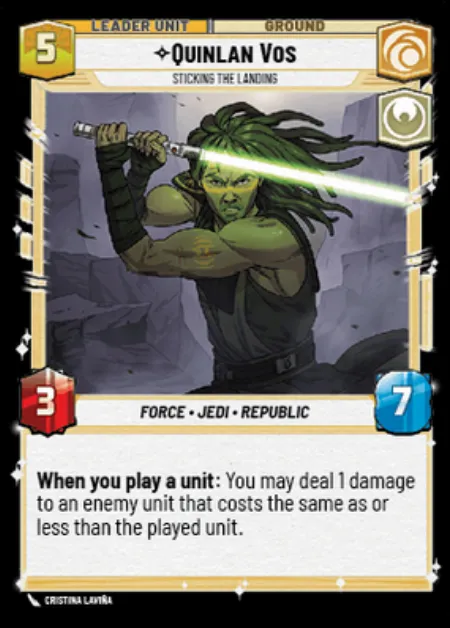 LEADER UNIT GROUND
5
QUINLAN VOS
STICKING THE LANDING
3
FORCE • JEDI • REPUBLIC
7
When you play a unit: You may deal 1 damage
to an enemy unit that costs the same as or
less than the played unit.
CRISTINA LAVIÑA